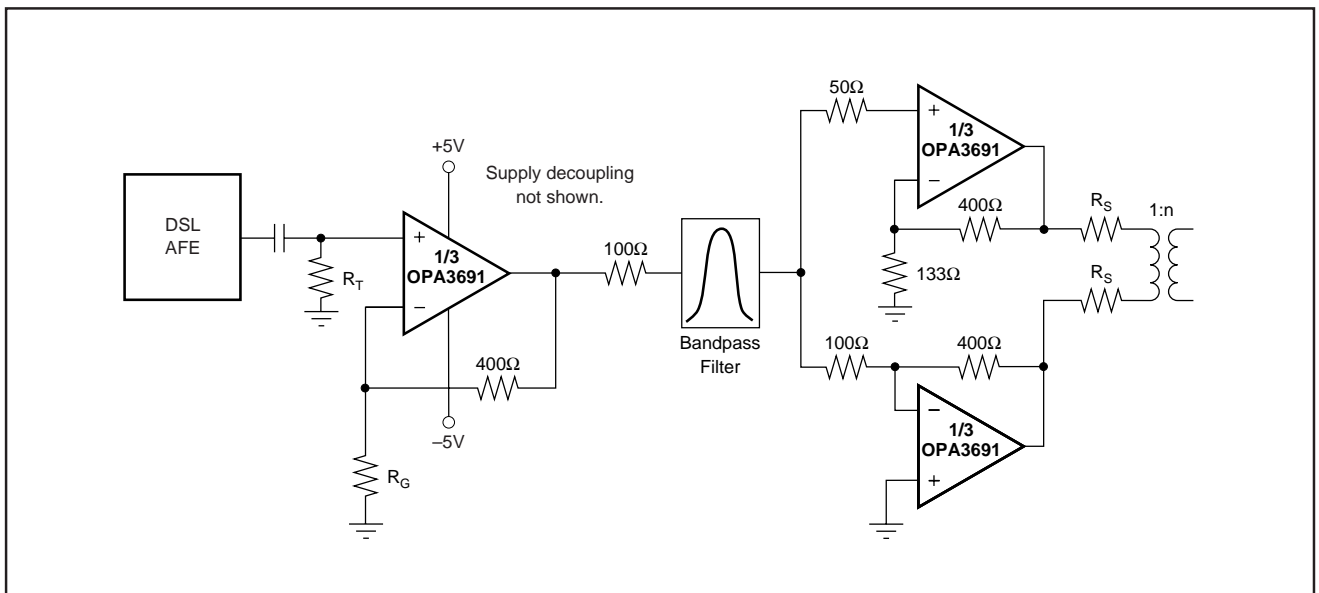 DSL
AFE
R_T
+5V
Supply decoupling
not shown.
+
1/3
OPA3691
−
400Ω
−5V
R_G
100Ω
Bandpass
Filter
50Ω
+
1/3
OPA3691
−
400Ω
133Ω
R_S
1:n
R_S
100Ω
400Ω
−
1/3
OPA3691
+